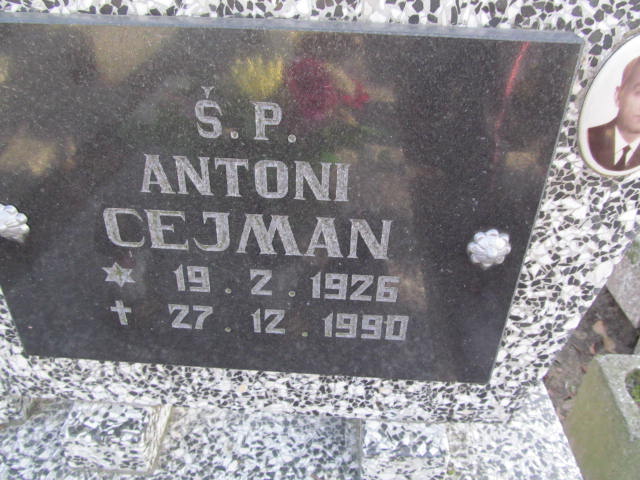 Š.P.
ANTONI
CEJMAN
✶ 19.2.1926
✝ 27.12.1990